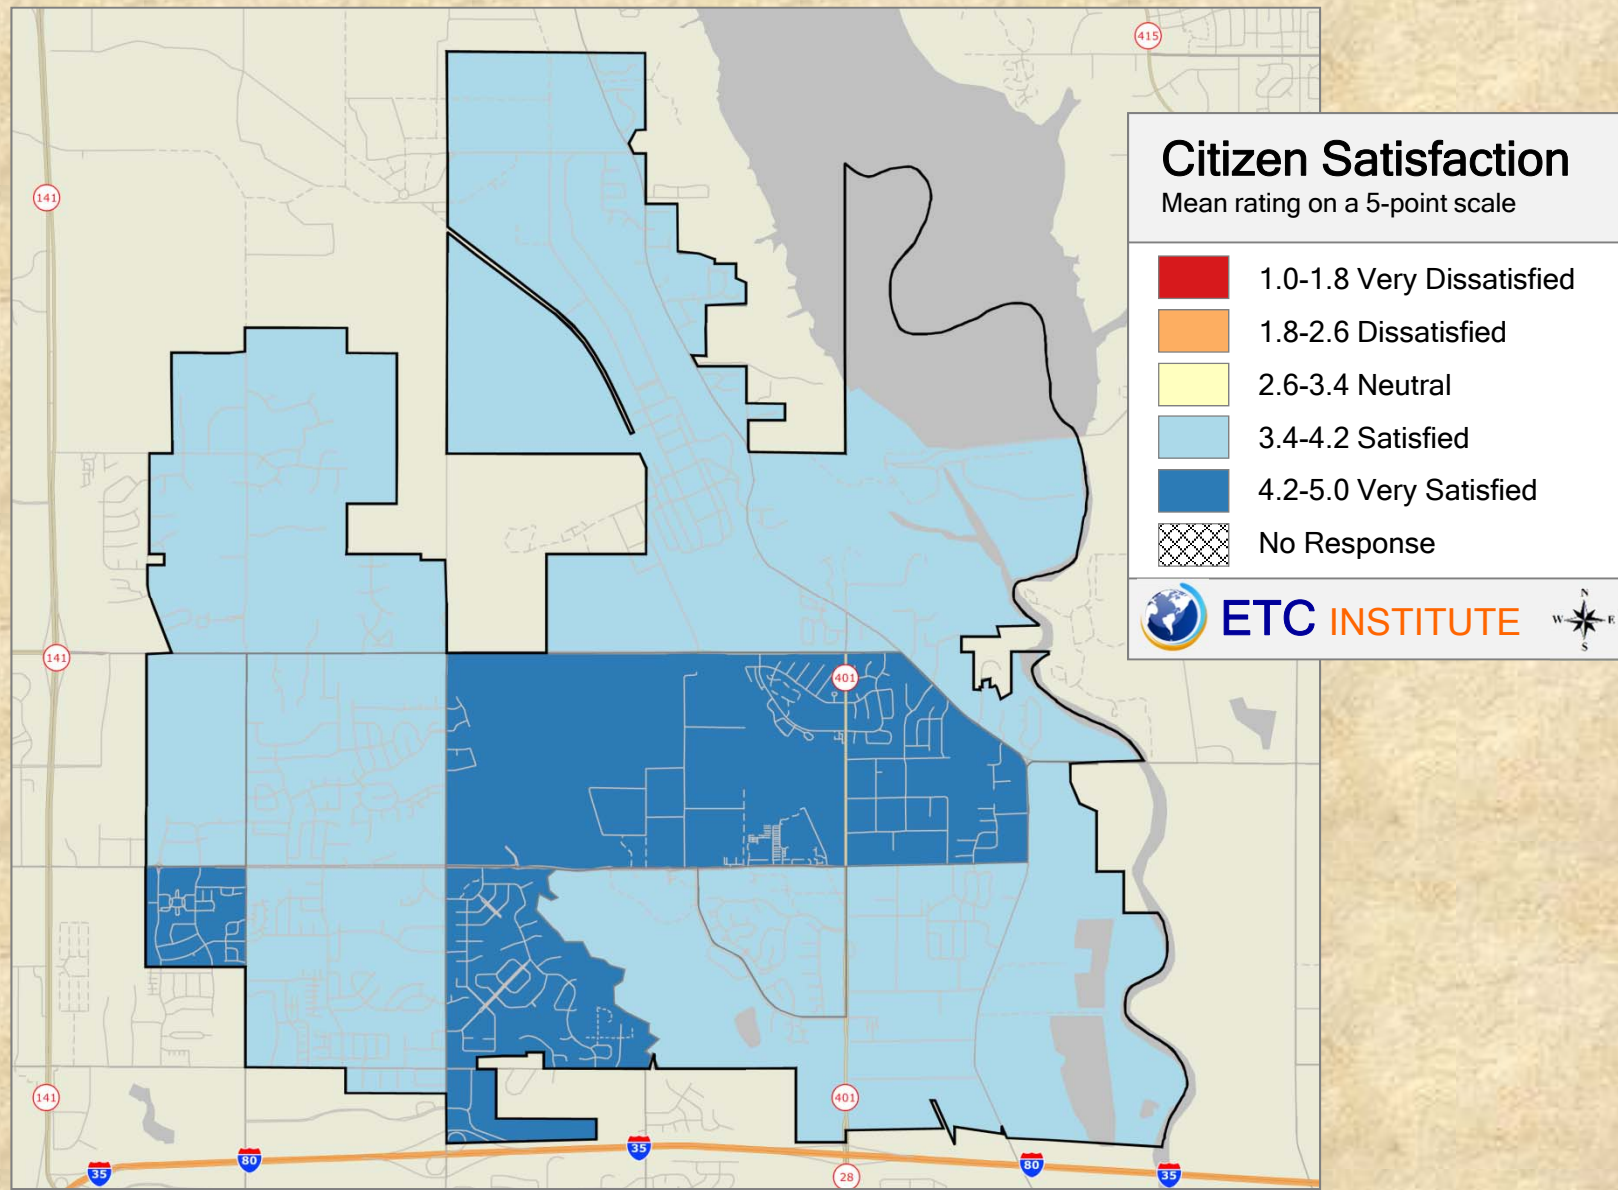 415
141
Citizen Satisfaction
Mean rating on a 5-point scale
1.0-1.8 Very Dissatisfied
1.8-2.6 Dissatisfied
2.6-3.4 Neutral
3.4-4.2 Satisfied
4.2-5.0 Very Satisfied
No Response
ETC INSTITUTE
N
W E
S
141
401
141
401
35
80
35
80
35
28